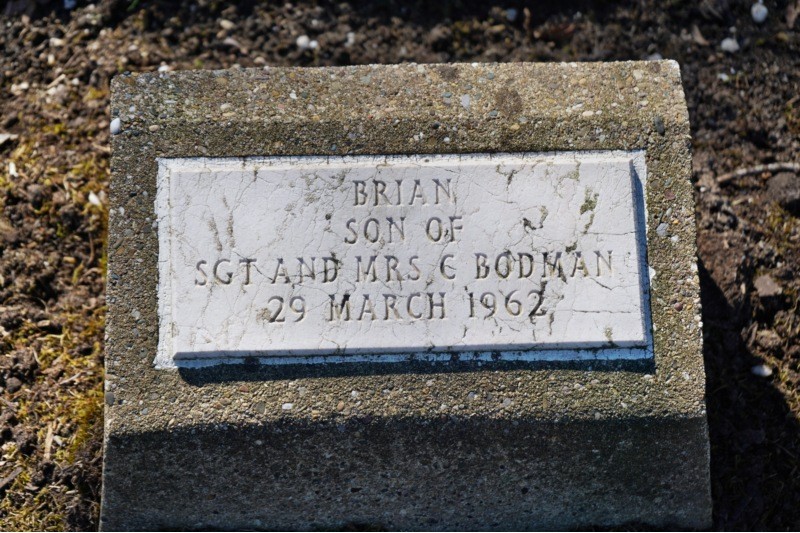 BRIAN
SON OF
SGT AND MRS C BODMAN
29 MARCH 1962